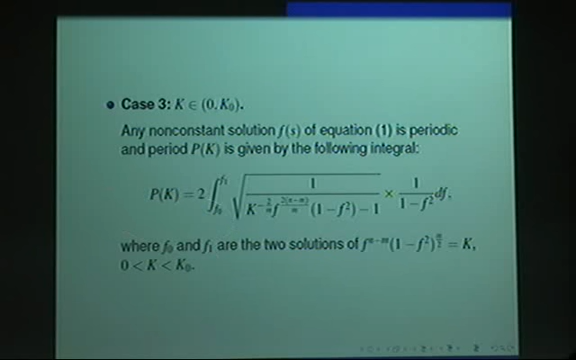 Case 3: K ∈ (0, K₀).
Any nonconstant solution f(s) of equation (1) is periodic
and period P(K) is given by the following integral:
P(K) = 2 ∫_{f₀}^{f₁} √( 1 / ( K^{-2/m} f^{2(n−m)/m} (1 − f²) − 1 ) ) × 1 / (1 − f²) df,
where f₀ and f₁ are the two solutions of f^{n−m}(1 − f²)^{m/2} = K,
0 < K < K₀.